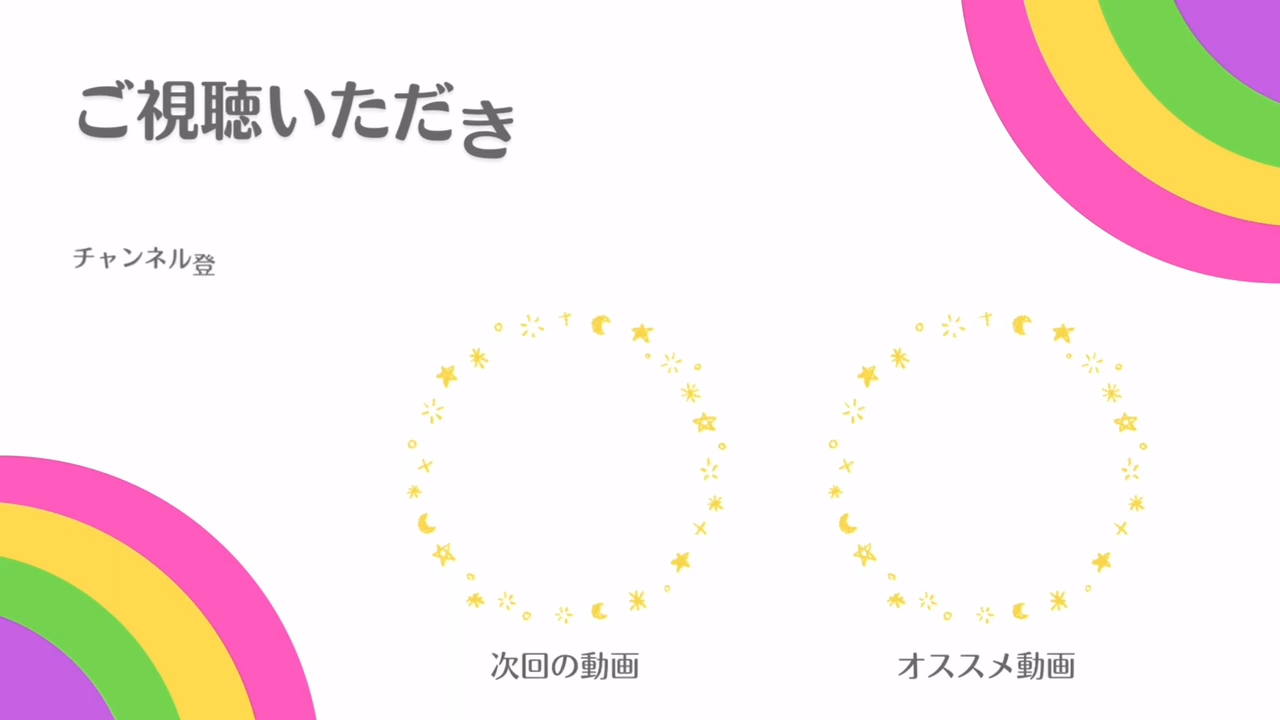 ご視聴いただき
チャンネル登
次回の動画
オススメ動画